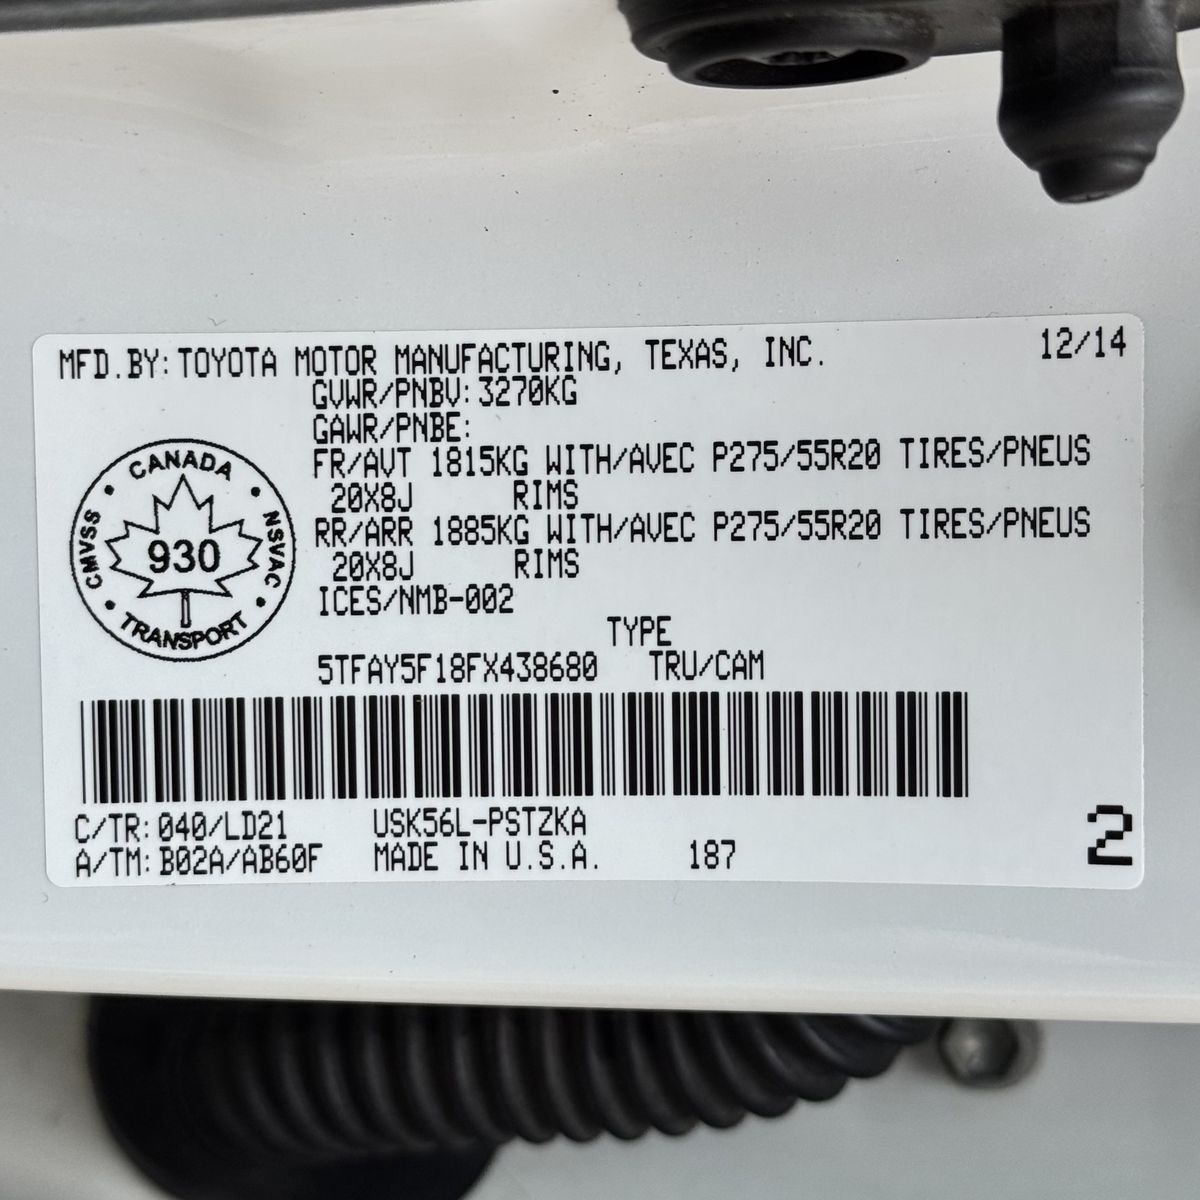 MFD.BY: TOYOTA MOTOR MANUFACTURING, TEXAS, INC. 12/14
GVWR/PNBV: 3270KG
GAWR/PNBE:
FR/AVT 1815KG WITH/AVEC P275/55R20 TIRES/PNEUS
20X8J RIMS
RR/ARR 1885KG WITH/AVEC P275/55R20 TIRES/PNEUS
20X8J RIMS
ICES/NMB-002
CANADA
CMVSS
930
NSVAC
TRANSPORT
TYPE
5TFAY5F18FX438680 TRU/CAM
C/TR: 040/LD21 USK56L-PSTZKA
A/TM: B02A/AB60F MADE IN U.S.A. 187
2